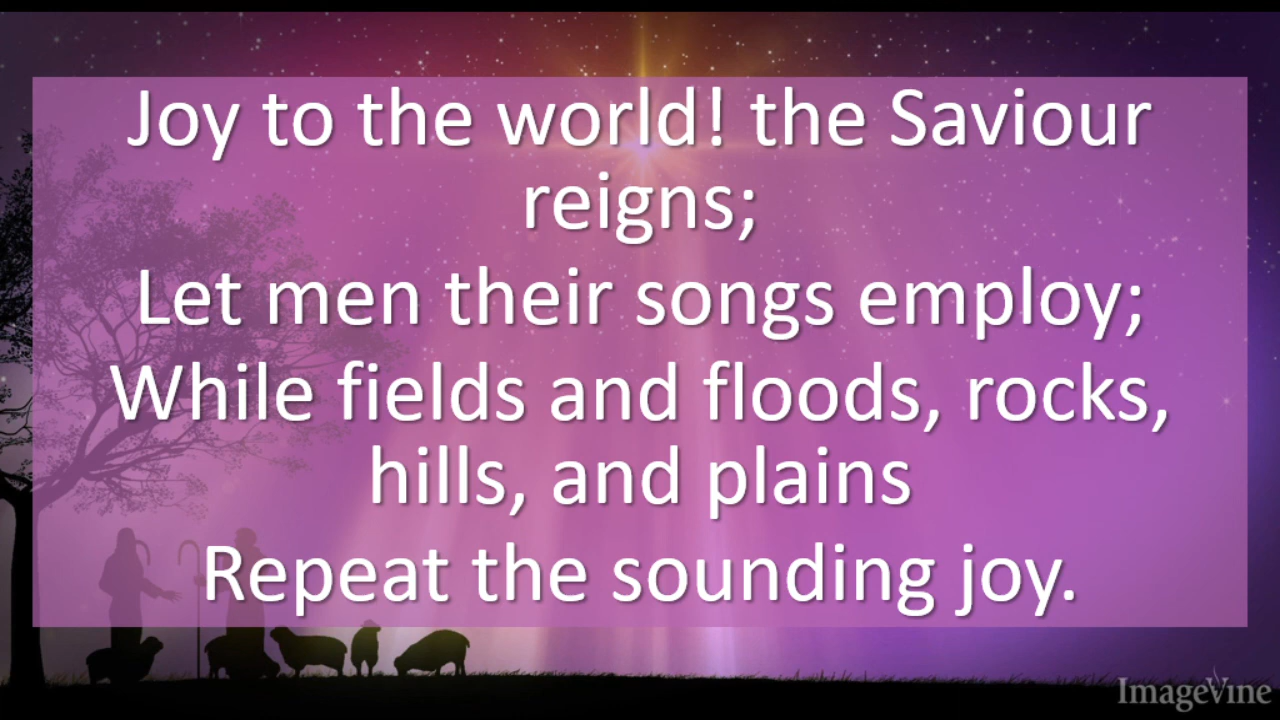 Joy to the world! the Saviour
reigns;
Let men their songs employ;
While fields and floods, rocks,
hills, and plains
Repeat the sounding joy.
ImageVine